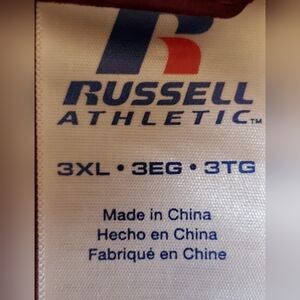 RUSSELL
ATHLETIC™
3XL • 3EG • 3TG
Made in China
Hecho en China
Fabriqué en Chine